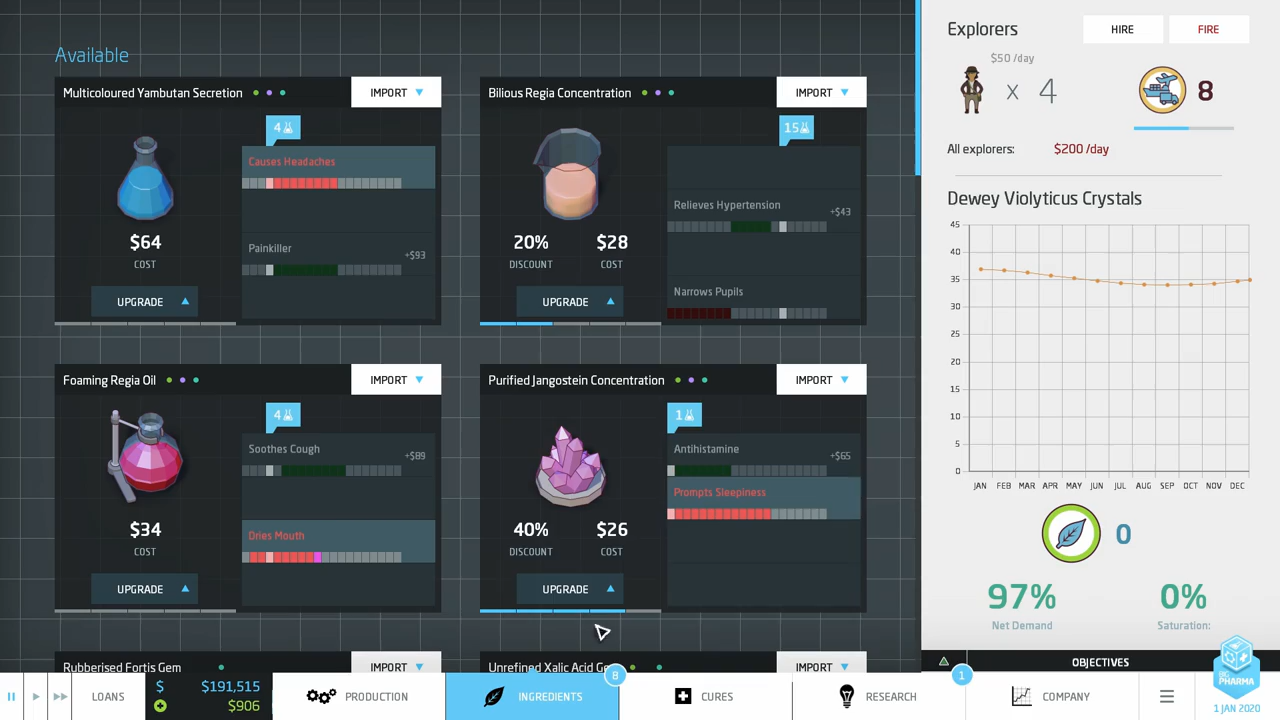 Available
Multicoloured Yambutan Secretion
IMPORT
4
Causes Headaches
Painkiller
+$93
$64
COST
UPGRADE
Bilious Regia Concentration
IMPORT
15
Relieves Hypertension
+$43
Narrows Pupils
20%
DISCOUNT
$28
COST
UPGRADE
Foaming Regia Oil
IMPORT
4
Soothes Cough
+$89
Dries Mouth
$34
COST
UPGRADE
Purified Jangostein Concentration
IMPORT
1
Antihistamine
+$65
Prompts Sleepiness
40%
DISCOUNT
$26
COST
UPGRADE
Rubberised Fortis Gem
IMPORT
Unrefined Xalic Acid
IMPORT
Explorers
HIRE
FIRE
$50 /day
x 4
8
All explorers: $200 /day
Dewey Violyticus Crystals
45
40
35
30
25
20
15
10
5
0
JAN FEB MAR APR MAY JUN JUL AUG SEP OCT NOV DEC
0
97%
Net Demand
0%
Saturation:
OBJECTIVES
1
8
LOANS
$ $191,515
$906
PRODUCTION
INGREDIENTS
CURES
RESEARCH
COMPANY
BIG PHARMA
1 JAN 2020